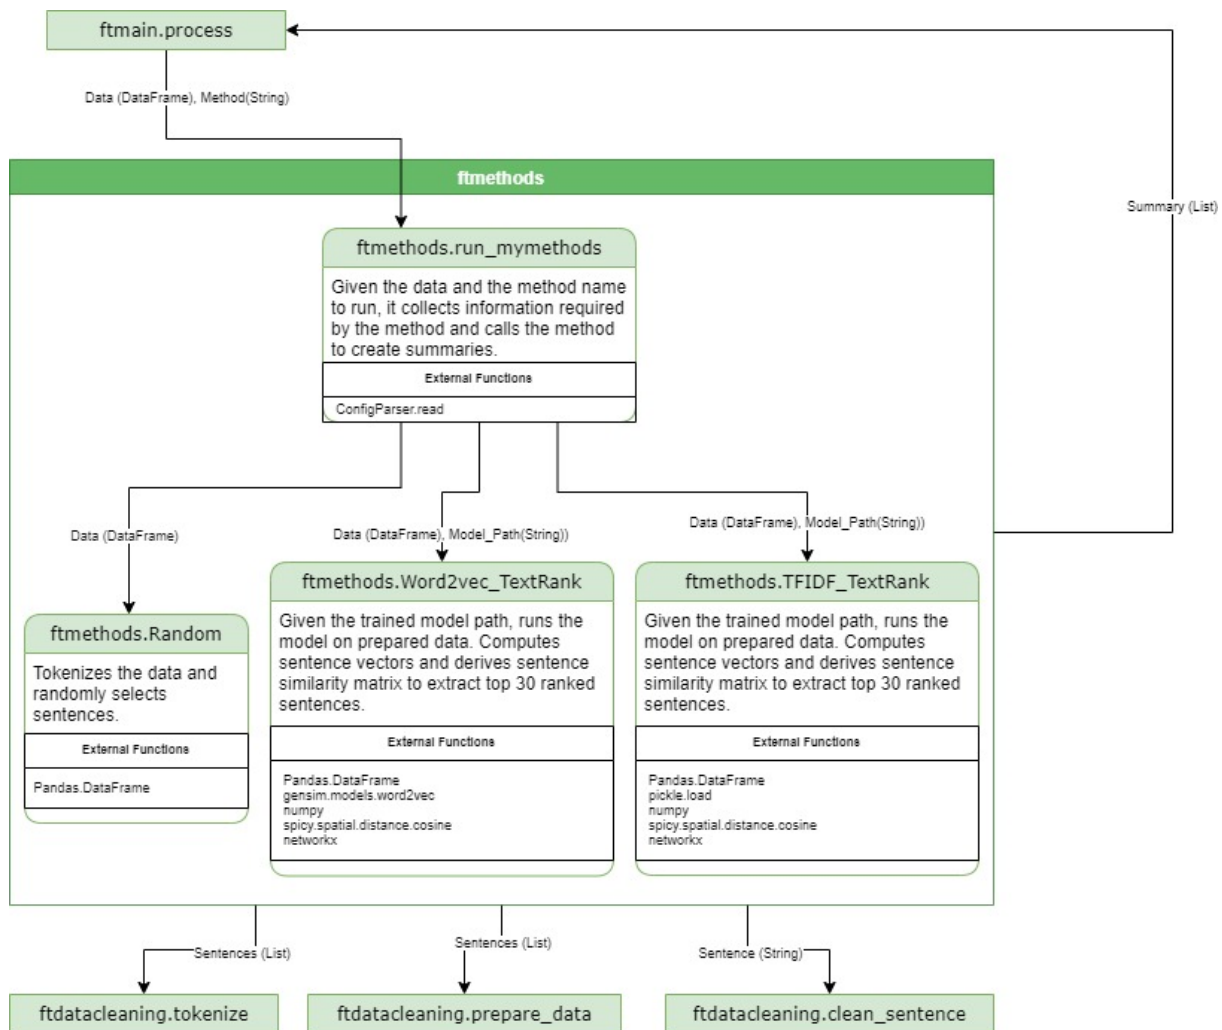 ftmain.process
Data (DataFrame), Method(String)
ftmethods
Summary (List)
ftmethods.run_mymethods
Given the data and the method name
to run, it collects information required
by the method and calls the method
to create summaries.
External Functions
ConfigParser.read
Data (DataFrame)
Data (DataFrame), Model_Path(String))
Data (DataFrame), Model_Path(String))
ftmethods.Random
Tokenizes the data and
randomly selects
sentences.
External Functions
Pandas.DataFrame
ftmethods.Word2vec_TextRank
Given the trained model path, runs the
model on prepared data. Computes
sentence vectors and derives sentence
similarity matrix to extract top 30 ranked
sentences.
External Functions
Pandas.DataFrame
gensim.models.word2vec
numpy
spicy.spatial.distance.cosine
networkx
ftmethods.TFIDF_TextRank
Given the trained model path, runs the
model on prepared data. Computes
sentence vectors and derives sentence
similarity matrix to extract top 30 ranked
sentences.
External Functions
Pandas.DataFrame
pickle.load
numpy
spicy.spatial.distance.cosine
networkx
Sentences (List)
Sentences (List)
Sentence (String)
ftdatacleaning.tokenize
ftdatacleaning.prepare_data
ftdatacleaning.clean_sentence